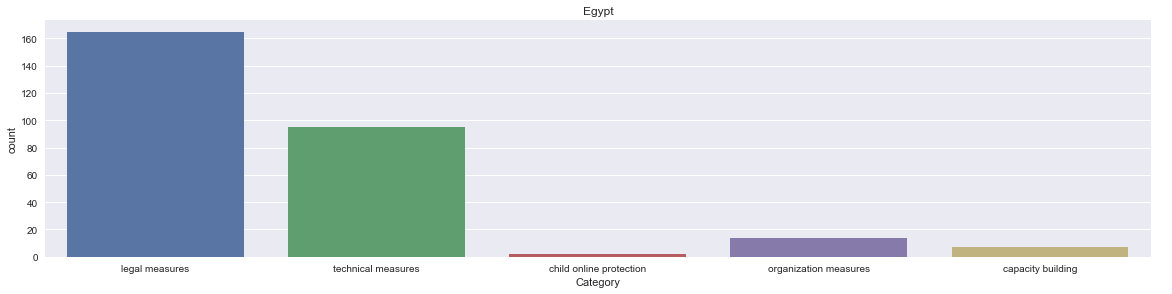 Egypt
count
160
140
120
100
80
60
40
20
0
legal measures
technical measures
child online protection
organization measures
capacity building
Category